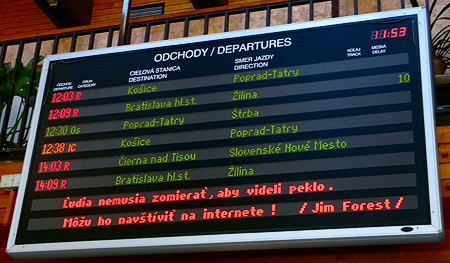 ODCHODY / DEPARTURES 11:53
ODCHOD DRUH CIEĽOVÁ STANICA SMER JAZDY KOĽAJ MEŠKÁ
DEPARTURE CATEGORY DESTINATION DIRECTION TRACK DELAY
12:03 R Košice Poprad-Tatry 10
12:09 R Bratislava hl.st. Žilina
12:30 Os Poprad-Tatry Štrba
12:38 IC Košice Poprad-Tatry
14:03 R Čierna nad Tisou Slovenské Nové Mesto
14:09 R Bratislava hl.st. Žilina
Ľudia nemusia zomierať, aby videli peklo.
Môžu ho navštíviť na internete ! / Jim Forest /